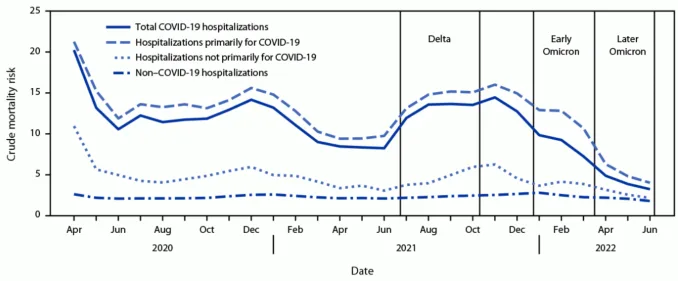 25
20
15
10
5
0
Crude mortality risk
Total COVID-19 hospitalizations
Hospitalizations primarily for COVID-19
Hospitalizations not primarily for COVID-19
Non–COVID-19 hospitalizations
Delta
Early
Omicron
Later
Omicron
Apr Jun Aug Oct Dec Feb Apr Jun Aug Oct Dec Feb Apr Jun
2020 2021 2022
Date